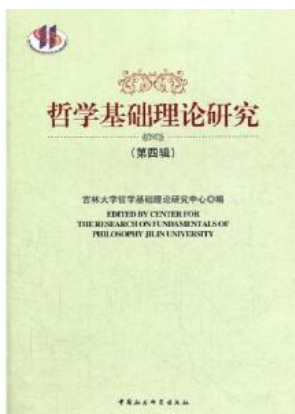 哲学基础理论研究
（第四辑）
吉林大学哲学基础理论研究中心◎编
EDITED BY CENTER FOR
THE RESEARCH ON FUNDAMENTALS OF
PHILOSOPHY JILIN UNIVERSITY
中国社会科学出版社